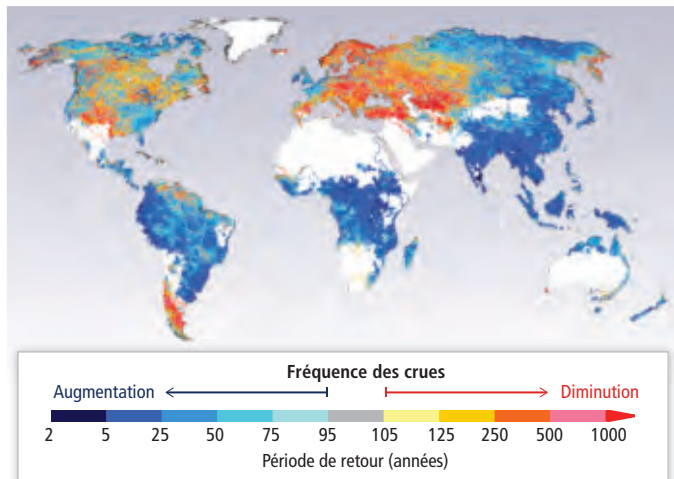 Fréquence des crues
Augmentation Diminution
2 5 25 50 75 95 105 125 250 500 1000
Période de retour (années)